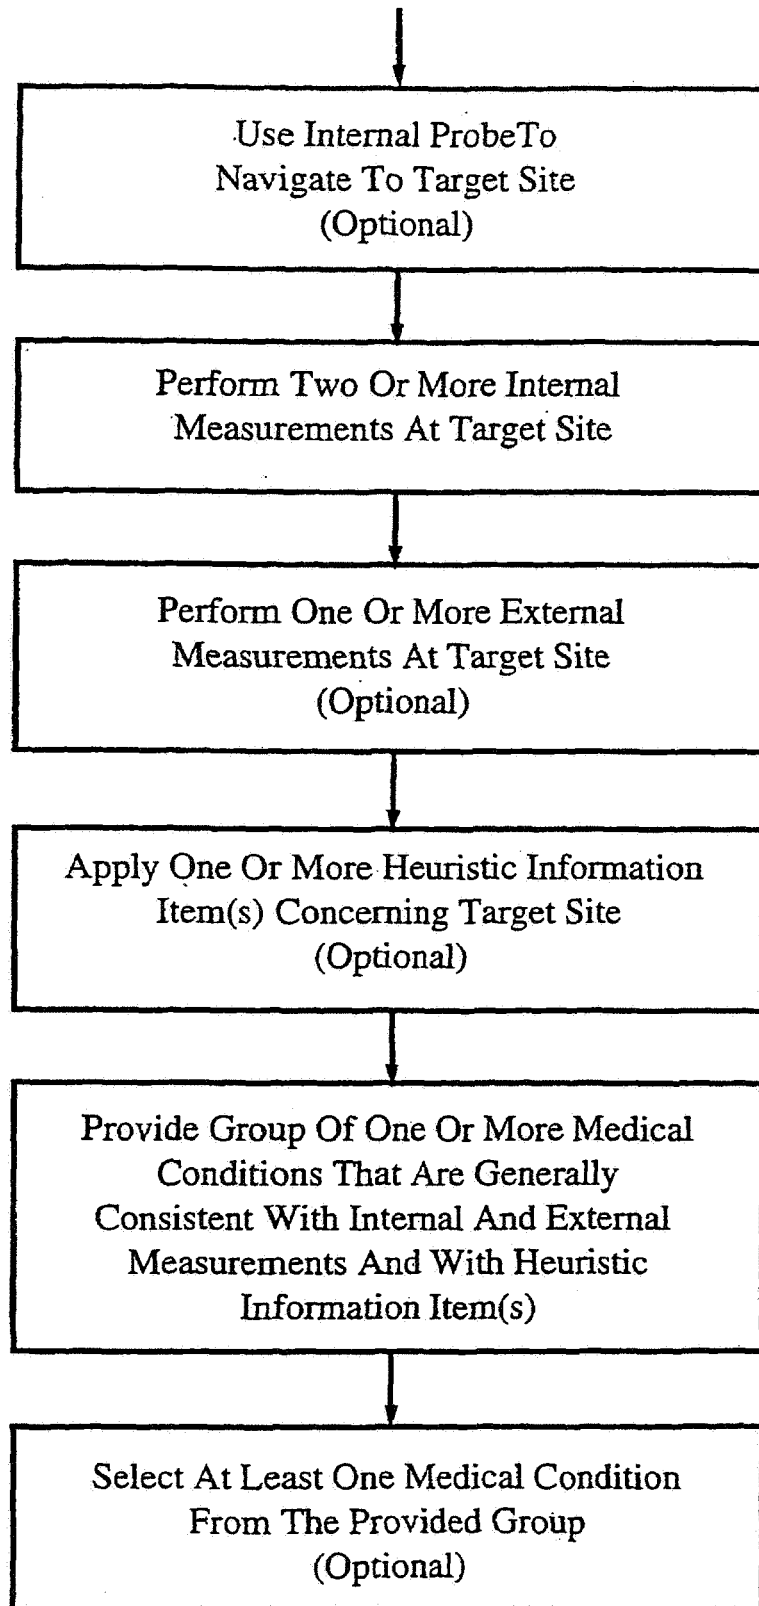 Use Internal ProbeTo
Navigate To Target Site
(Optional)
Perform Two Or More Internal
Measurements At Target Site
Perform One Or More External
Measurements At Target Site
(Optional)
Apply One Or More Heuristic Information
Item(s) Concerning Target Site
(Optional)
Provide Group Of One Or More Medical
Conditions That Are Generally
Consistent With Internal And External
Measurements And With Heuristic
Information Item(s)
Select At Least One Medical Condition
From The Provided Group
(Optional)